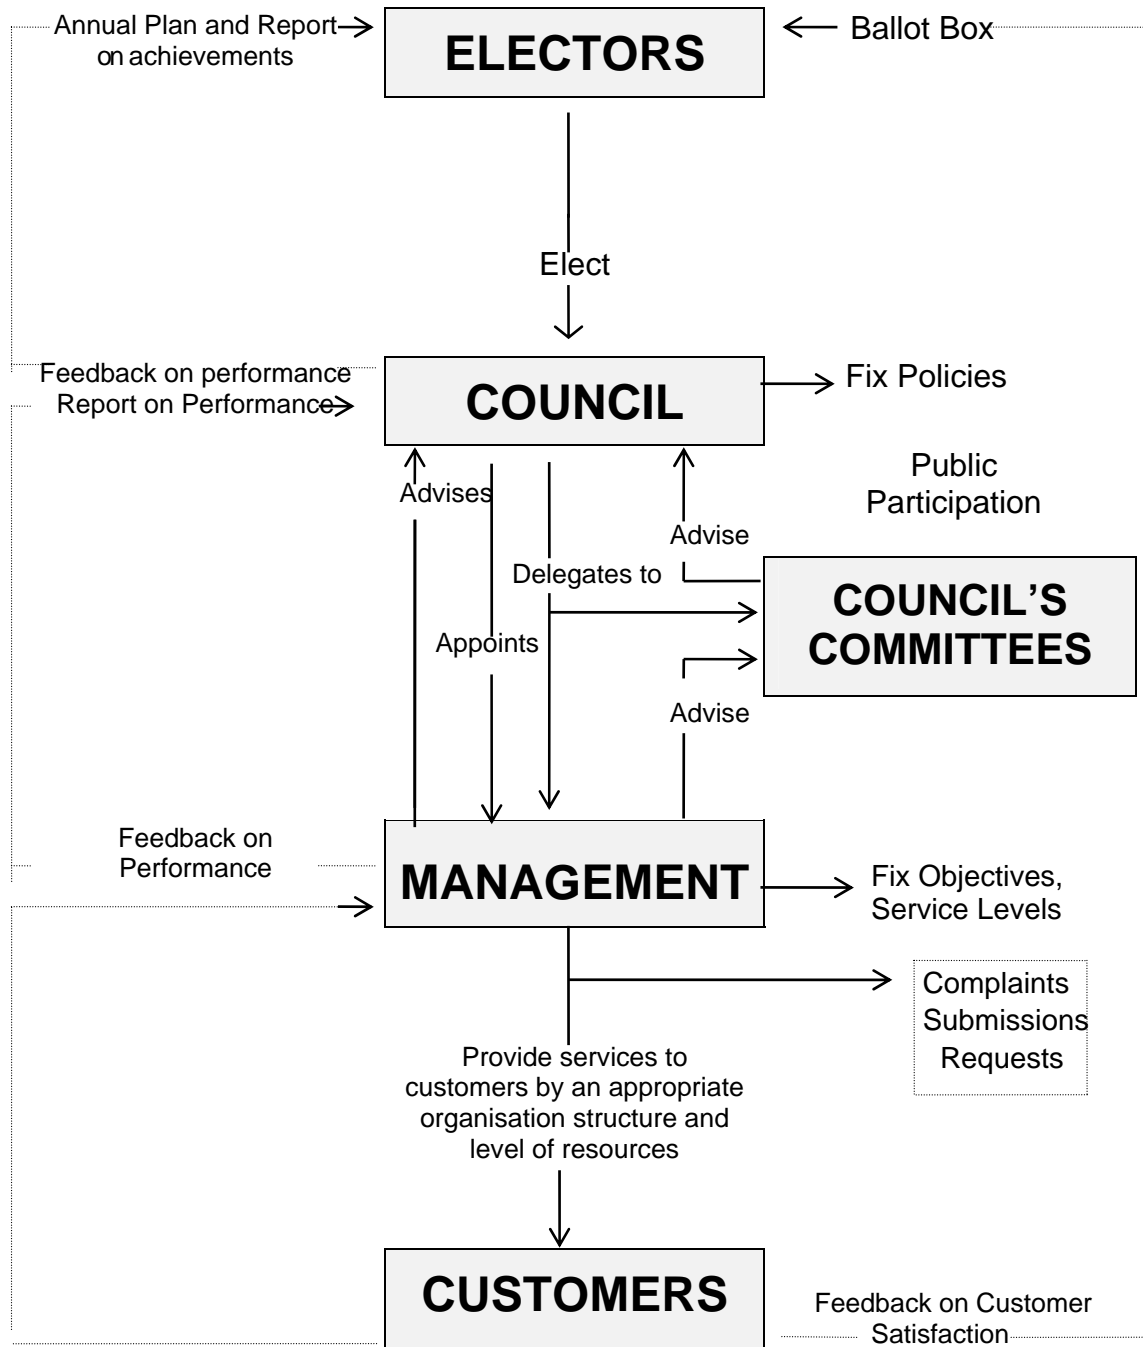 Annual Plan and Report
on achievements
ELECTORS
Ballot Box
Elect
Feedback on performance
Report on Performance
COUNCIL
Fix Policies
Public
Participation
Advises
Advise
Delegates to
COUNCIL'S
COMMITTEES
Appoints
Advise
Feedback on
Performance
MANAGEMENT
Fix Objectives,
Service Levels
Complaints
Submissions
Requests
Provide services to
customers by an appropriate
organisation structure and
level of resources
CUSTOMERS
Feedback on Customer
Satisfaction